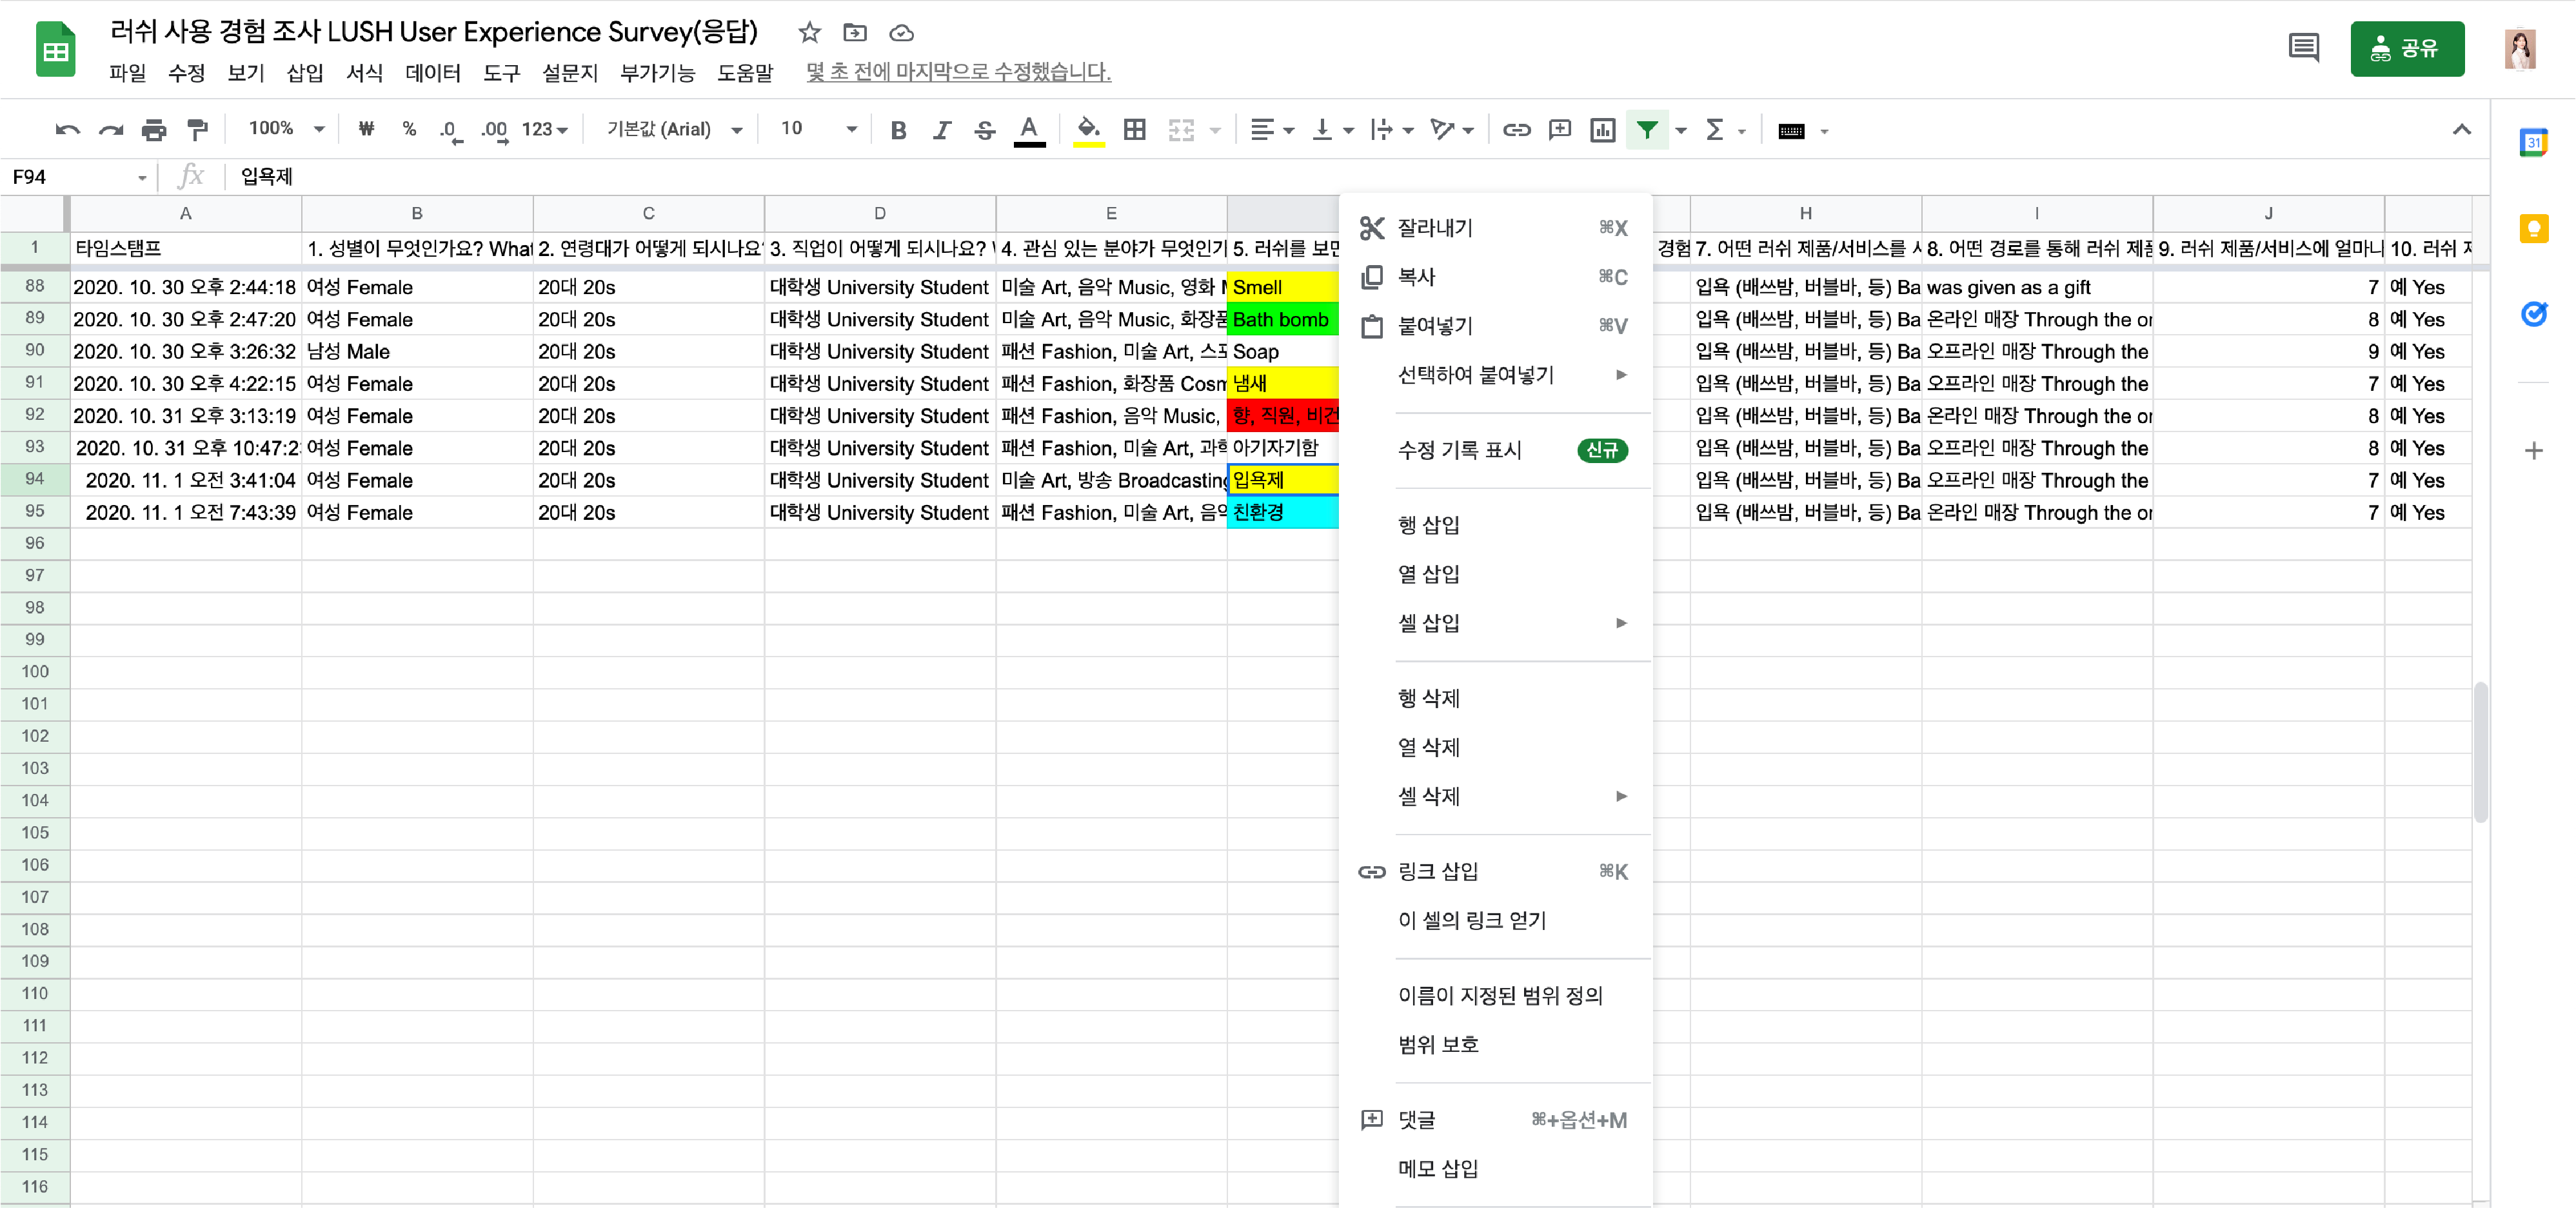 러쉬 사용 경험 조사 LUSH User Experience Survey(응답)
파일 수정 보기 삽입 서식 데이터 도구 설문지 부가기능 도움말 몇 초 전에 마지막으로 수정했습니다.
공유
100% ₩ % .0 .00 123 기본값 (Arial) 10 B I S A Σ
31
F94 fx 입욕제
A B C D E H I J
1 타임스탬프 1. 성별이 무엇인가요? What 2. 연령대가 어떻게 되시나요? 3. 직업이 어떻게 되시나요? 4. 관심 있는 분야가 무엇인가 5. 러쉬를 보면 경험 7. 어떤 러쉬 제품/서비스를 8. 어떤 경로를 통해 러쉬 제품 9. 러쉬 제품/서비스에 얼마나 10. 러쉬
88 2020. 10. 30 오후 2:44:18 여성 Female 20대 20s 대학생 University Student 미술 Art, 음악 Music, 영화 Smell 입욕 (배쓰밤, 버블바, 등) Ba was given as a gift 7 예 Yes
89 2020. 10. 30 오후 2:47:20 여성 Female 20대 20s 대학생 University Student 미술 Art, 음악 Music, 화장품 Bath bomb 입욕 (배쓰밤, 버블바, 등) Ba 온라인 매장 Through the or 8 예 Yes
90 2020. 10. 30 오후 3:26:32 남성 Male 20대 20s 대학생 University Student 패션 Fashion, 미술 Art, 스포 Soap 입욕 (배쓰밤, 버블바, 등) Ba 오프라인 매장 Through the 9 예 Yes
91 2020. 10. 30 오후 4:22:15 여성 Female 20대 20s 대학생 University Student 패션 Fashion, 화장품 Cosm 냄새 입욕 (배쓰밤, 버블바, 등) Ba 오프라인 매장 Through the 7 예 Yes
92 2020. 10. 31 오후 3:13:19 여성 Female 20대 20s 대학생 University Student 패션 Fashion, 음악 Music, 향, 직원, 비건 입욕 (배쓰밤, 버블바, 등) Ba 온라인 매장 Through the or 8 예 Yes
93 2020. 10. 31 오후 10:47:2 여성 Female 20대 20s 대학생 University Student 패션 Fashion, 미술 Art, 과학 아기자기함 입욕 (배쓰밤, 버블바, 등) Ba 오프라인 매장 Through the 8 예 Yes
94 2020. 11. 1 오전 3:41:04 여성 Female 20대 20s 대학생 University Student 미술 Art, 방송 Broadcasting 입욕제 입욕 (배쓰밤, 버블바, 등) Ba 오프라인 매장 Through the 7 예 Yes
95 2020. 11. 1 오전 7:43:39 여성 Female 20대 20s 대학생 University Student 패션 Fashion, 미술 Art, 음악 친환경 입욕 (배쓰밤, 버블바, 등) Ba 온라인 매장 Through the or 7 예 Yes
96
97
98
99
100
101
102
103
104
105
106
107
108
109
110
111
112
113
114
115
116
잘라내기 ⌘X
복사 ⌘C
붙여넣기 ⌘V
선택하여 붙여넣기
수정 기록 표시 신규
행 삽입
열 삽입
셀 삽입
행 삭제
열 삭제
셀 삭제
링크 삽입 ⌘K
이 셀의 링크 얻기
이름이 지정된 범위 정의
범위 보호
댓글 ⌘+옵션+M
메모 삽입